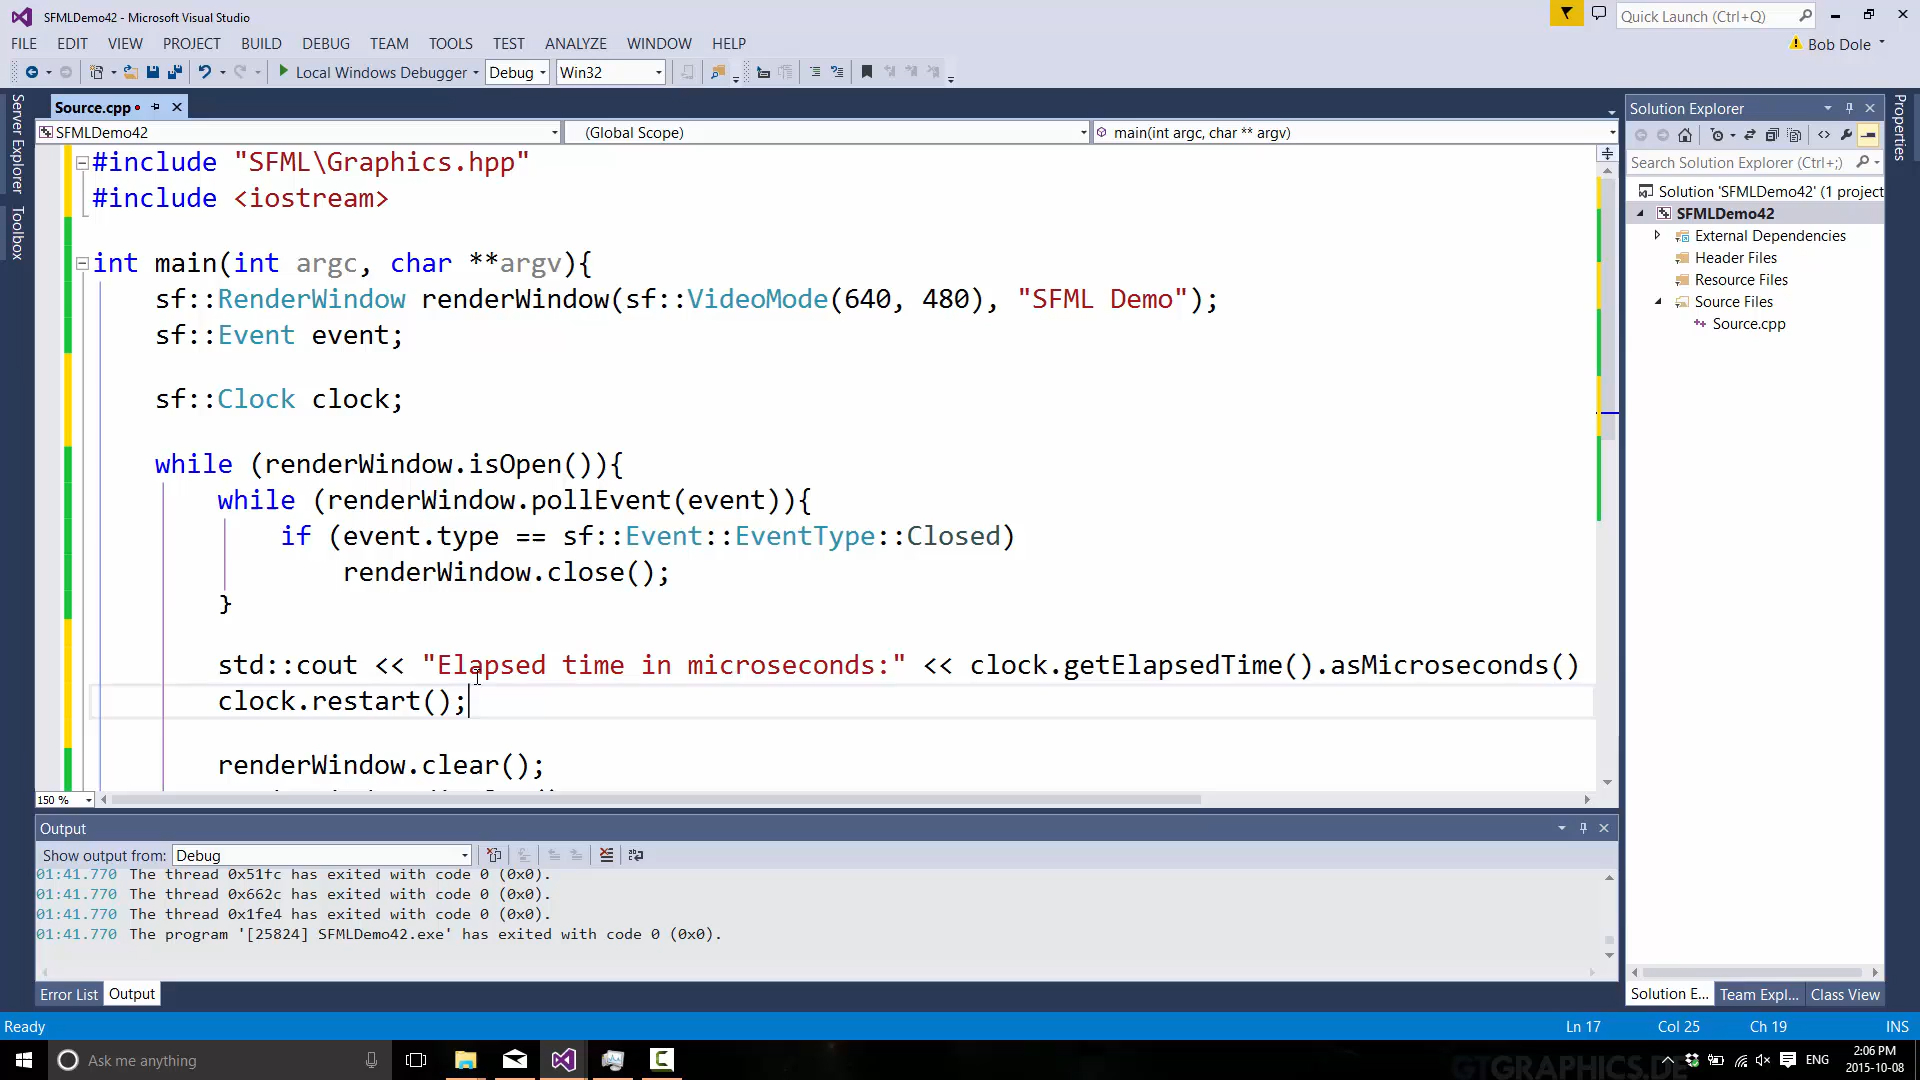 SFMLDemo42 - Microsoft Visual Studio
Quick Launch (Ctrl+Q)
FILE EDIT VIEW PROJECT BUILD DEBUG TEAM TOOLS TEST ANALYZE WINDOW HELP
Bob Dole
Local Windows Debugger Debug Win32
Server Explorer
Toolbox
Source.cpp
SFMLDemo42 (Global Scope) main(int argc, char ** argv)
#include "SFML\Graphics.hpp"
#include <iostream>
int main(int argc, char **argv){
sf::RenderWindow renderWindow(sf::VideoMode(640, 480), "SFML Demo");
sf::Event event;
sf::Clock clock;
while (renderWindow.isOpen()){
while (renderWindow.pollEvent(event)){
if (event.type == sf::Event::EventType::Closed)
renderWindow.close();
}
std::cout << "Elapsed time in microseconds:" << clock.getElapsedTime().asMicroseconds()
clock.restart();
renderWindow.clear();
150 %
Output
Show output from: Debug
01:41.770 The thread 0x51fc has exited with code 0 (0x0).
01:41.770 The thread 0x662c has exited with code 0 (0x0).
01:41.770 The thread 0x1fe4 has exited with code 0 (0x0).
01:41.770 The program '[25824] SFMLDemo42.exe' has exited with code 0 (0x0).
Error List Output
Solution Explorer
Search Solution Explorer (Ctrl+;)
Solution 'SFMLDemo42' (1 project
SFMLDemo42
External Dependencies
Header Files
Resource Files
Source Files
Source.cpp
Solution E... Team Expl... Class View
Properties
Ready Ln 17 Col 25 Ch 19 INS
Ask me anything
GTGRAPHICS.DE
ENG
2:06 PM
2015-10-08